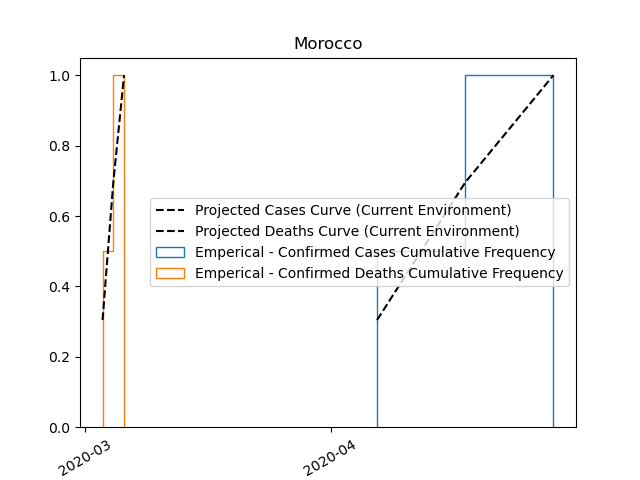 Morocco
1.0
0.8
0.6
0.4
0.2
0.0
Projected Cases Curve (Current Environment)
Projected Deaths Curve (Current Environment)
Emperical - Confirmed Cases Cumulative Frequency
Emperical - Confirmed Deaths Cumulative Frequency
2020-03
2020-04